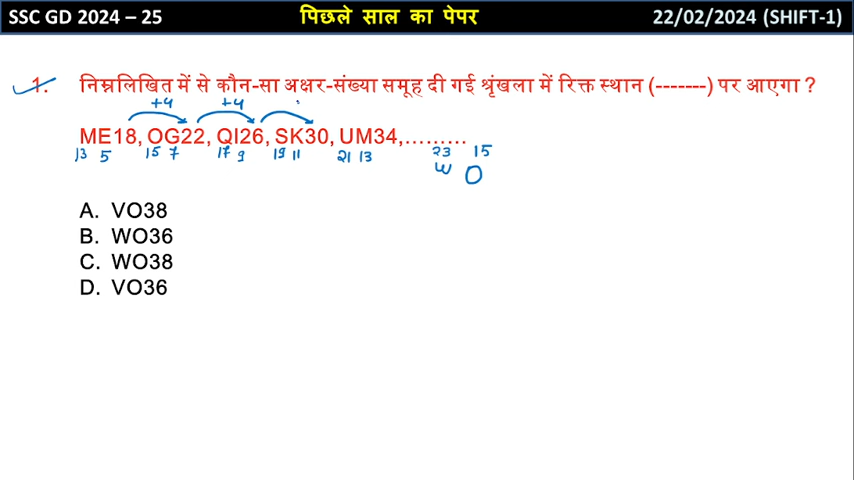 SSC GD 2024 – 25 पिछले साल का पेपर 22/02/2024 (SHIFT-1)
1. निम्नलिखित में से कौन-सा अक्षर-संख्या समूह दी गई श्रृंखला में रिक्त स्थान (-------) पर आएगा ?
+4 +4
ME18, OG22, QI26, SK30, UM34,.........
13 5 15 7 17 9 19 11 21 13 23 15
W O
A. VO38
B. WO36
C. WO38
D. VO36